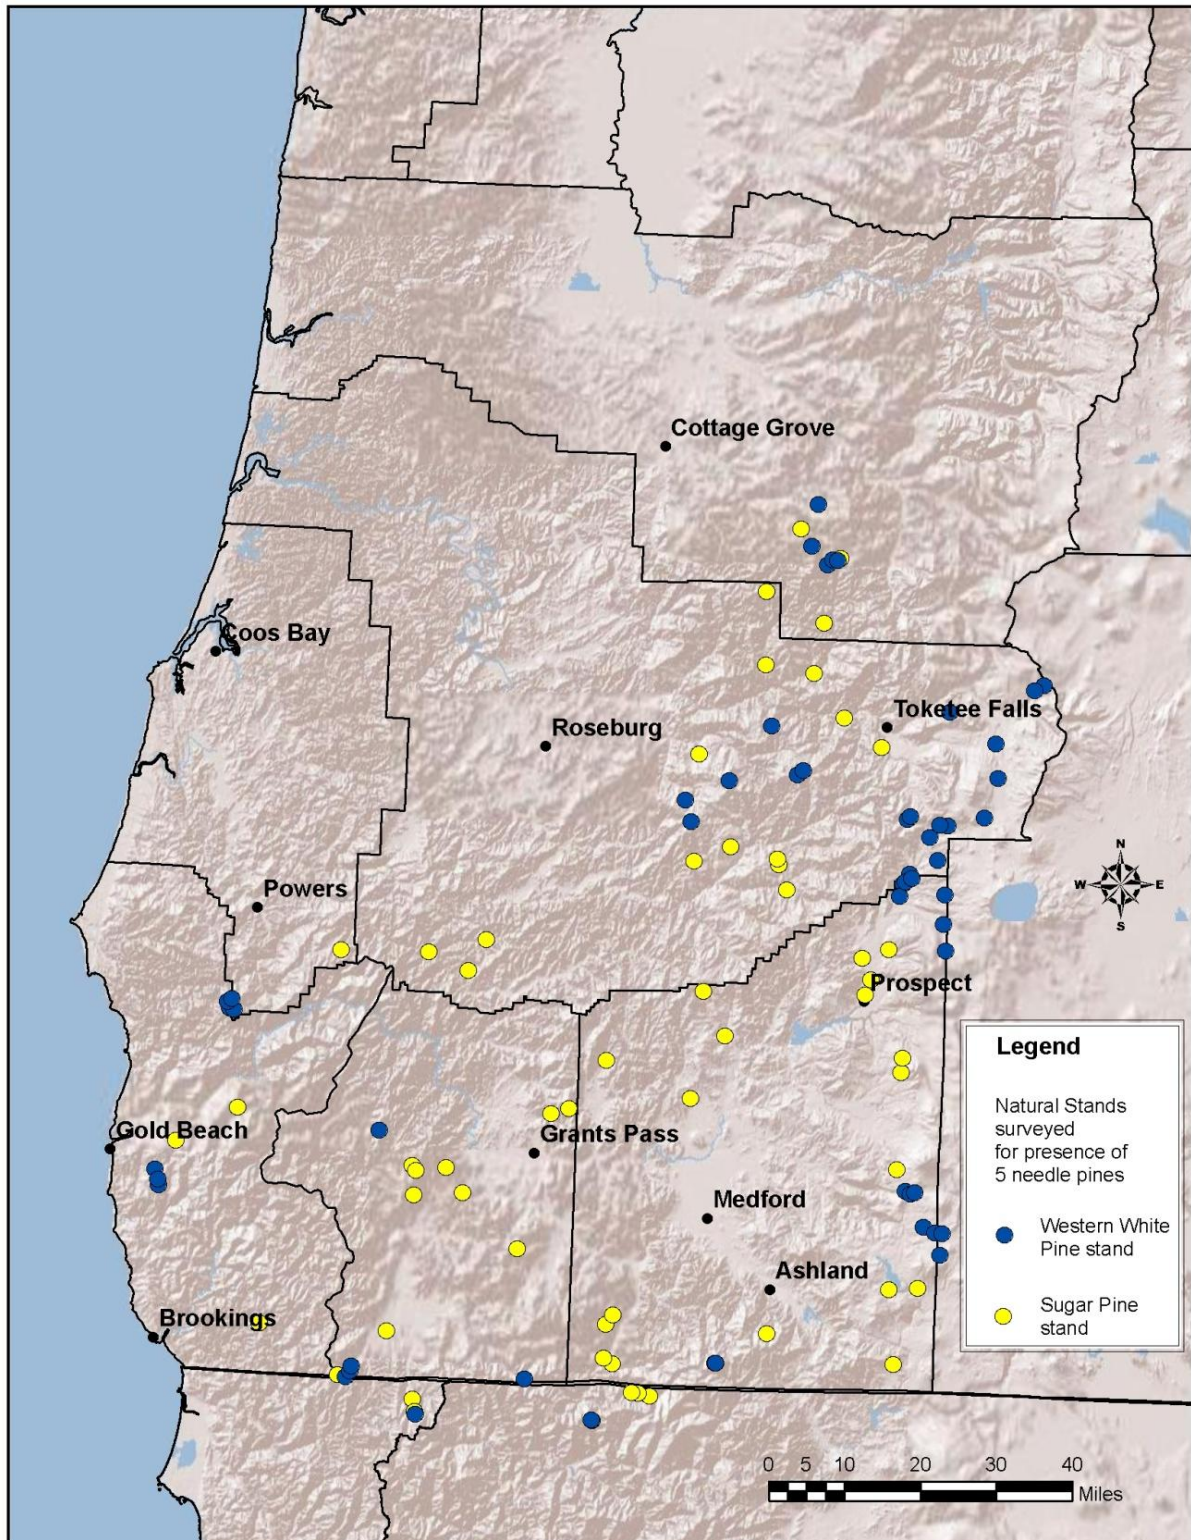 Cottage Grove
Coos Bay
Toketee Falls
Roseburg
N
W E
S
Powers
Prospect
Legend
Natural Stands
surveyed
for presence of
5 needle pines
Western White
Pine stand
Sugar Pine
stand
Gold Beach
Grants Pass
Medford
Ashland
Brookings
0 5 10 20 30 40
Miles